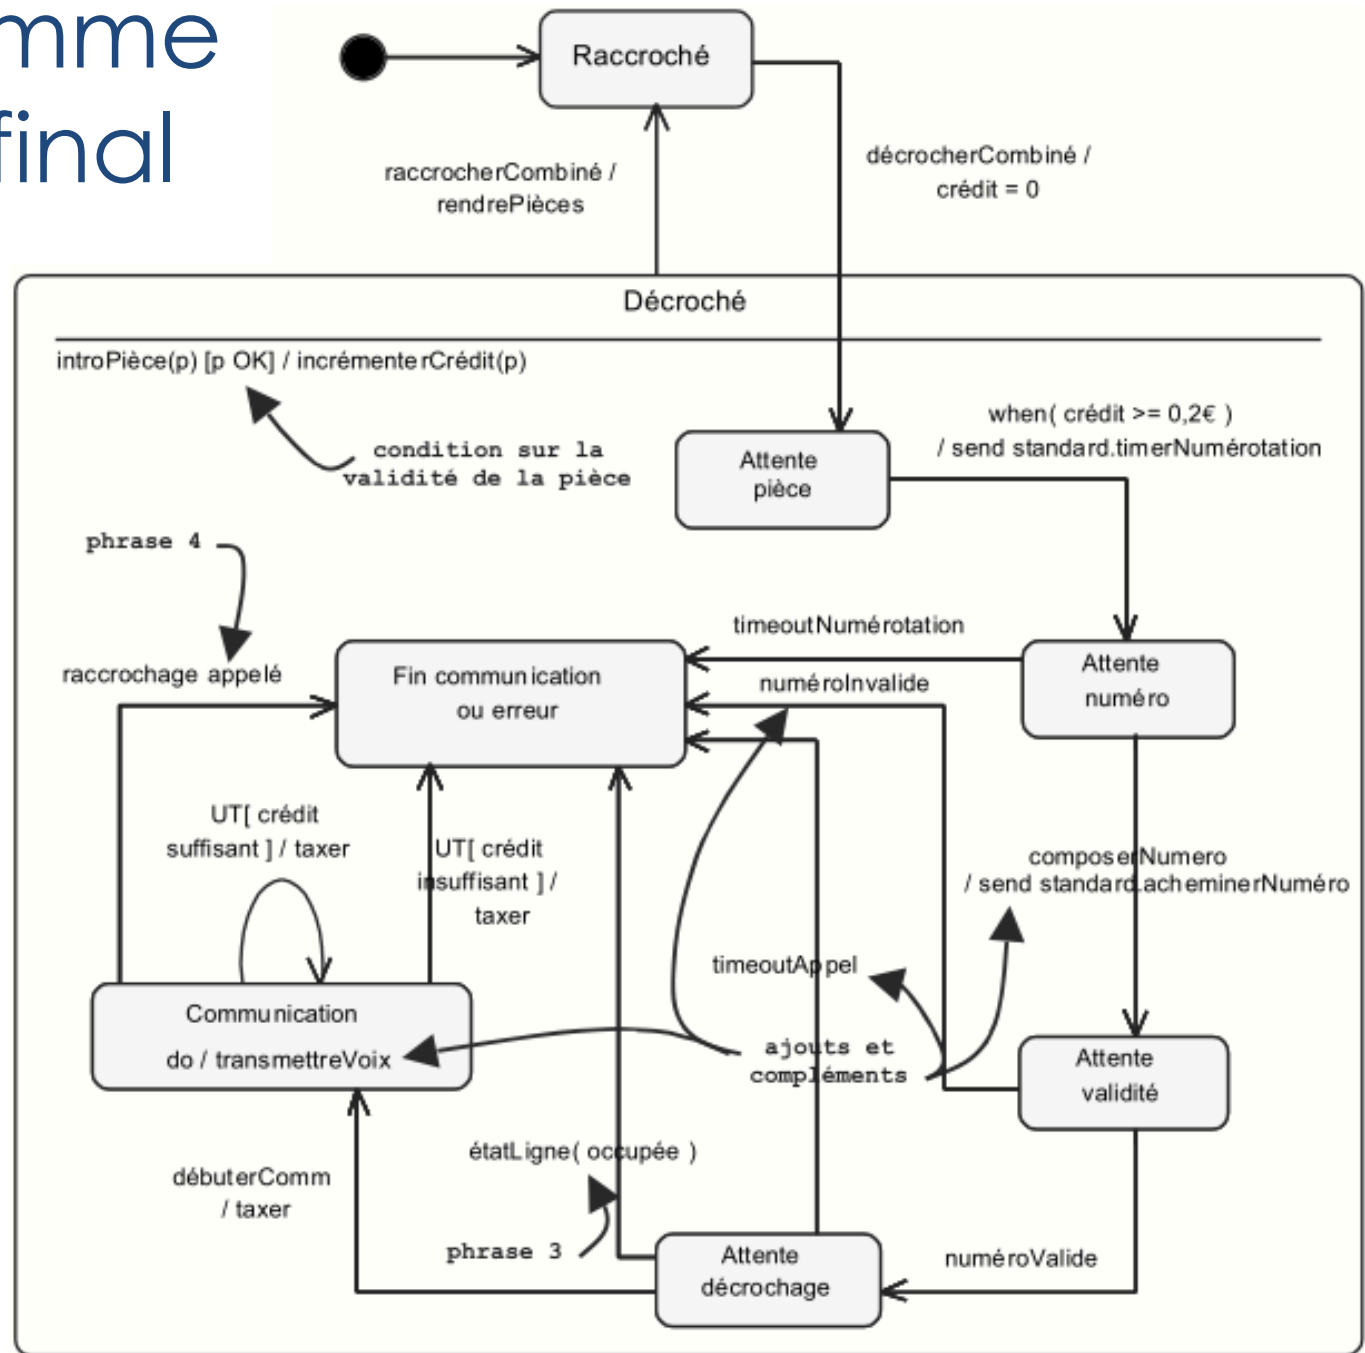 mme
final
Raccroché
raccrocherCombiné /
rendrePièces
décrocherCombiné /
crédit = 0
Décroché
introPièce(p) [p OK] / incrémenterCrédit(p)
condition sur la
validité de la pièce
when( crédit >= 0,2€ )
/ send standard.timerNumérotation
Attente
pièce
phrase 4
raccrochage appelé
Fin communication
ou erreur
timeoutNumérotation
numéroInvalide
Attente
numéro
UT[ crédit
suffisant ] / taxer
UT[ crédit
insuffisant ] /
taxer
composerNumero
/ send standard.acheminerNuméro
timeoutAppel
Communication
do / transmettreVoix
ajouts et
compléments
Attente
validité
étatLigne( occupée )
débuterComm
/ taxer
phrase 3
Attente
décrochage
numéroValide